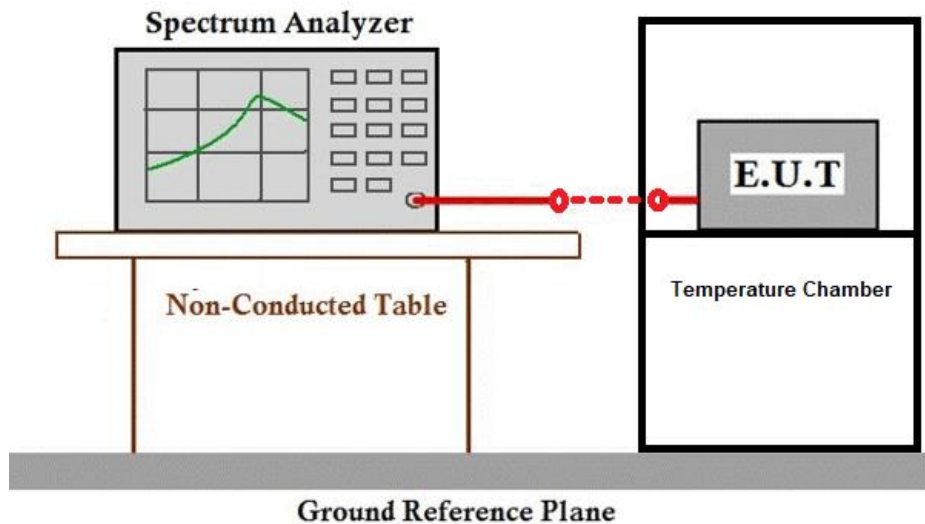 Spectrum Analyzer
E.U.T
Temperature Chamber
Non-Conducted Table
Ground Reference Plane